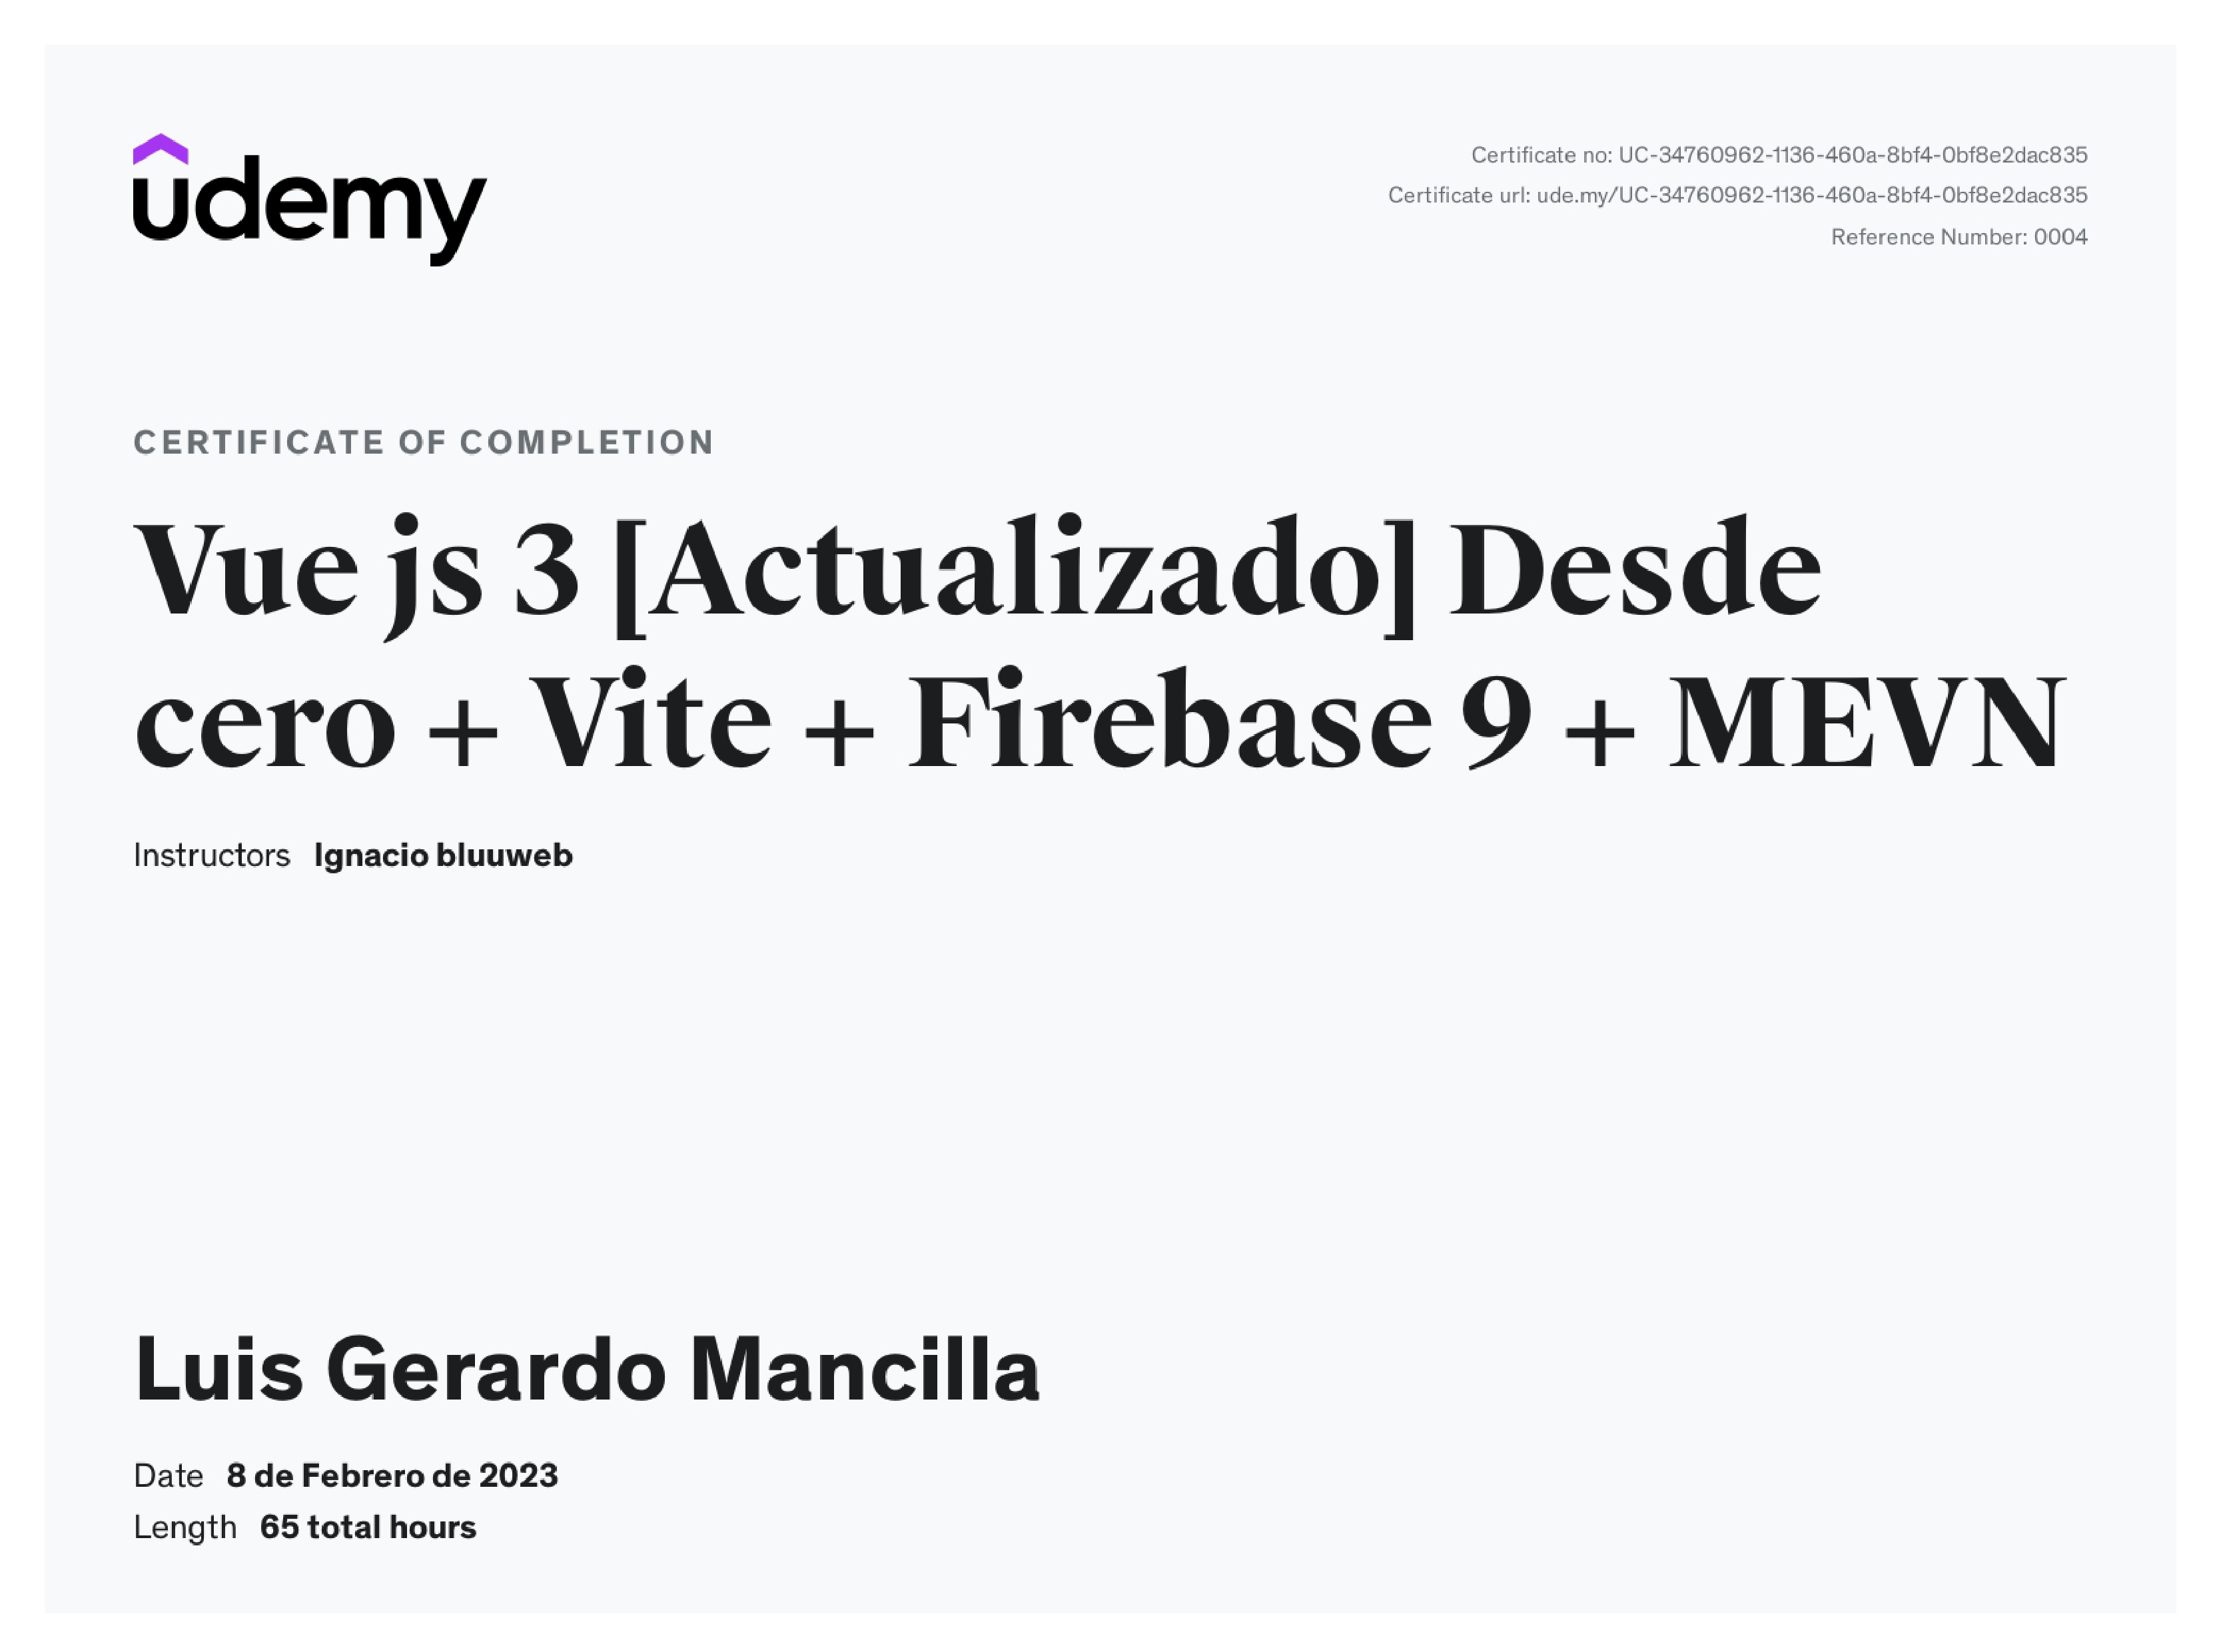 udemy
Certificate no: UC-34760962-1136-460a-8bf4-0bf8e2dac835
Certificate url: ude.my/UC-34760962-1136-460a-8bf4-0bf8e2dac835
Reference Number: 0004
CERTIFICATE OF COMPLETION
Vue js 3 [Actualizado] Desde
cero + Vite + Firebase 9 + MEVN
Instructors Ignacio bluuweb
Luis Gerardo Mancilla
Date 8 de Febrero de 2023
Length 65 total hours